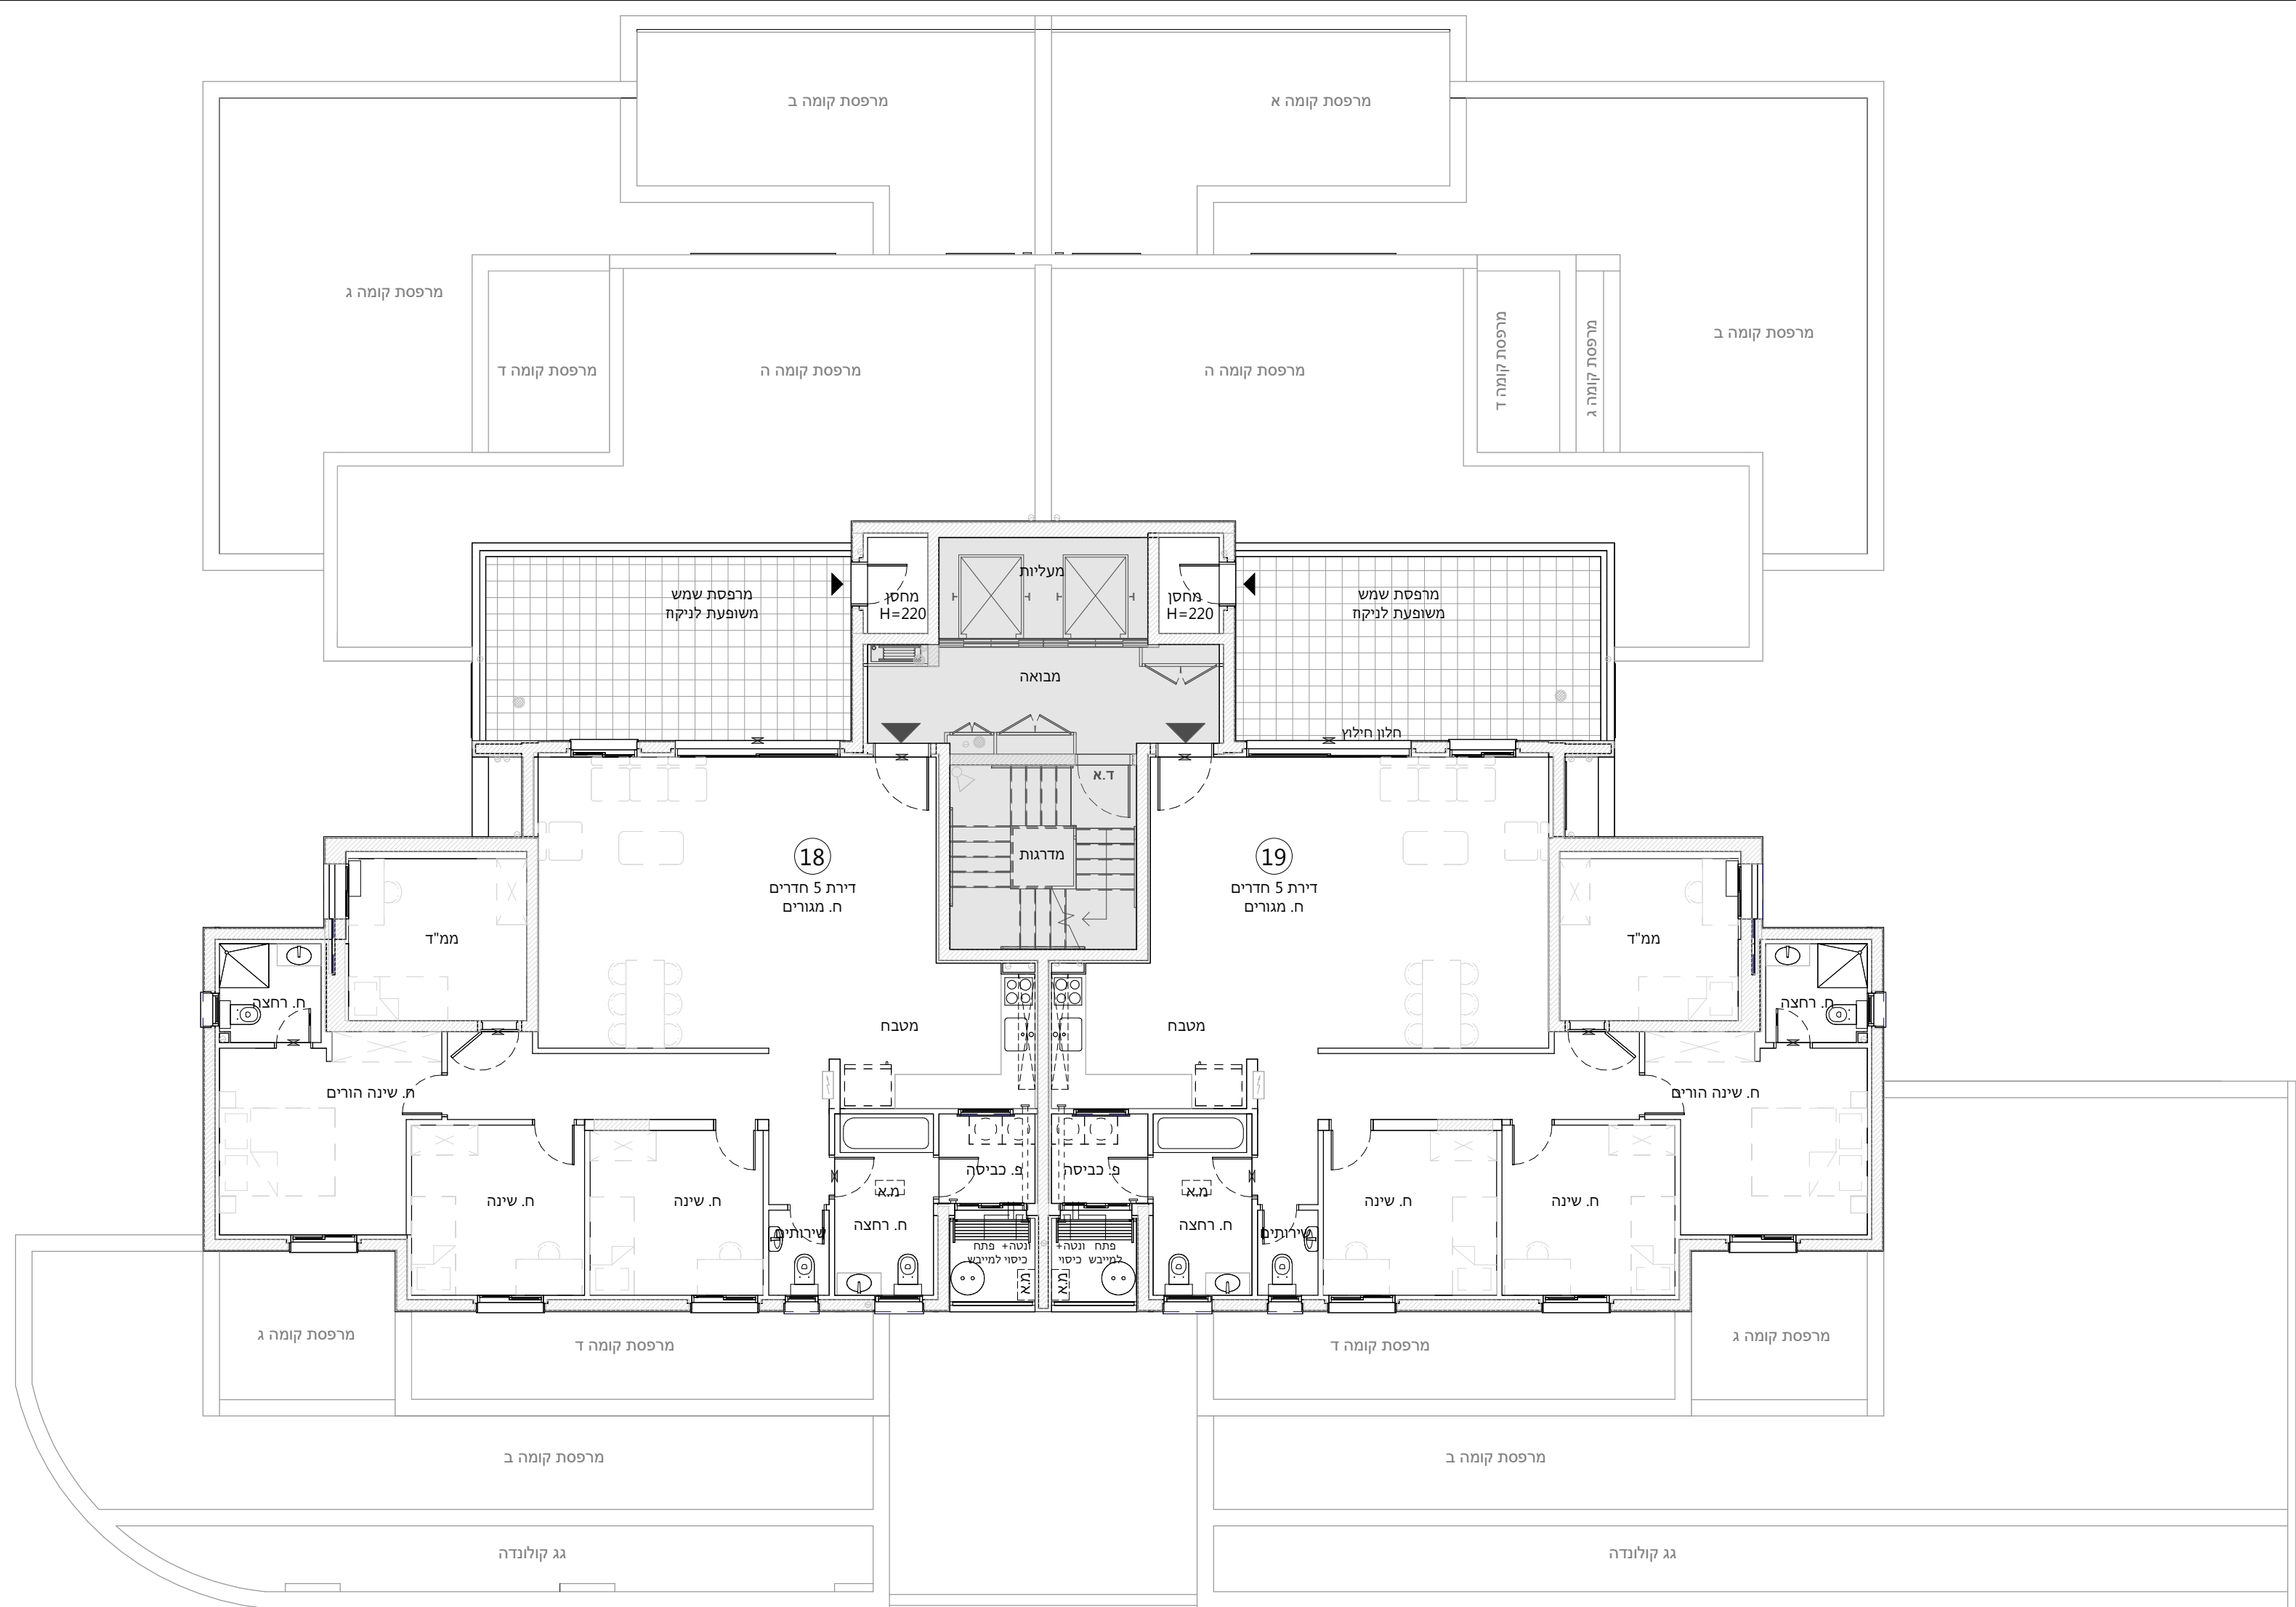 מרפסת קומה ב
מרפסת קומה א
מרפסת קומה ג
מרפסת קומה ב
מרפסת קומה ד
מרפסת קומה ה
מרפסת קומה ה
מרפסת קומה ד
מרפסת קומה ג
מרפסת שמש
משופעת לניקוז
מחסן
H=220
מעליות
מחסן
H=220
מרפסת שמש
משופעת לניקוז
מבואה
חלון חילוץ
ד.א
מדרגות
18
דירת 5 חדרים
ח. מגורים
19
דירת 5 חדרים
ח. מגורים
ממ"ד
ממ"ד
ח. רחצה
ח. רחצה
מטבח
מטבח
ח. שינה הורים
ח. שינה הורים
פ. כביסה
פ. כביסה
מ.א
מ.א
ח. שינה
ח. שינה
ח. שינה
ח. שינה
שירותים
ח. רחצה
ח. רחצה
שירותים
ונטה+ פתח
כיסוי למייבש
פתח ונטה+
למייבש כיסוי
מ.א
מ.א
מרפסת קומה ג
מרפסת קומה ד
מרפסת קומה ד
מרפסת קומה ג
מרפסת קומה ב
מרפסת קומה ב
גג קולונדה
גג קולונדה